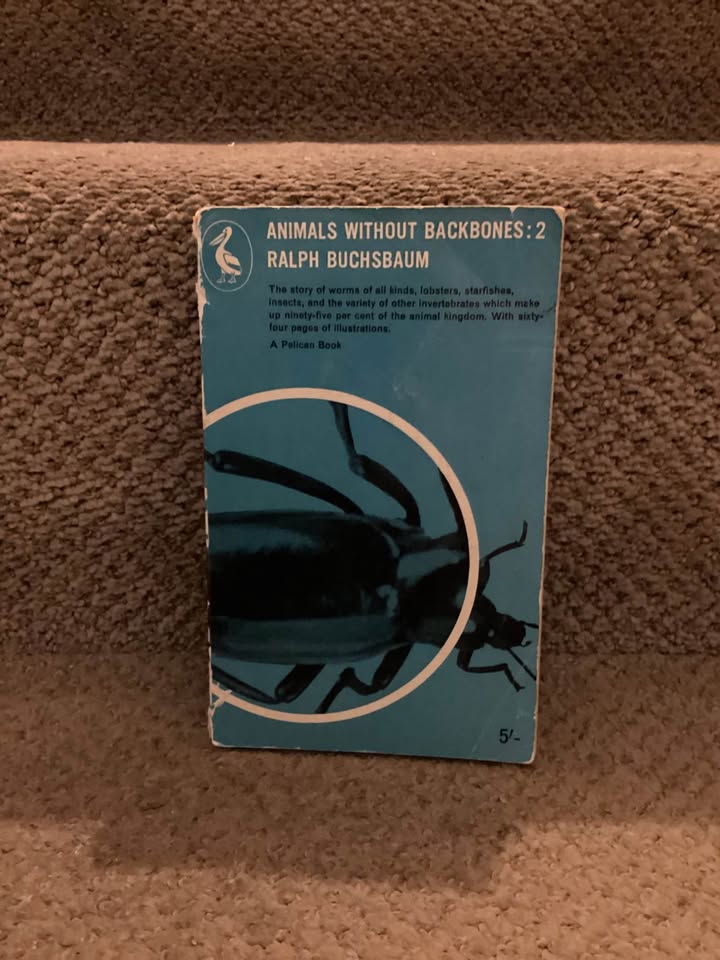 ANIMALS WITHOUT BACKBONES: 2
RALPH BUCHSBAUM
The story of worms of all kinds, lobsters, starfishes,
insects, and the variety of other invertebrates which make
up ninety-five per cent of the animal kingdom. With sixty-
four pages of illustrations.
A Pelican Book
5/-